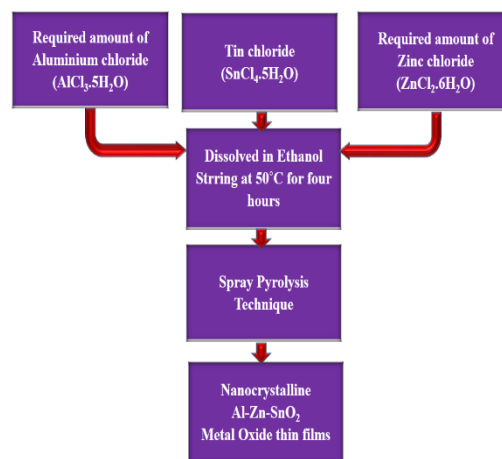 Required amount of
Aluminium chloride
(AlCl₃.5H₂O)
Tin chloride
(SnCl₄.5H₂O)
Required amount of
Zinc chloride
(ZnCl₂.6H₂O)
Dissolved in Ethanol
Strring at 50˚C for four
hours
Spray Pyrolysis
Technique
Nanocrystalline
Al-Zn-SnO₂
Metal Oxide thin films